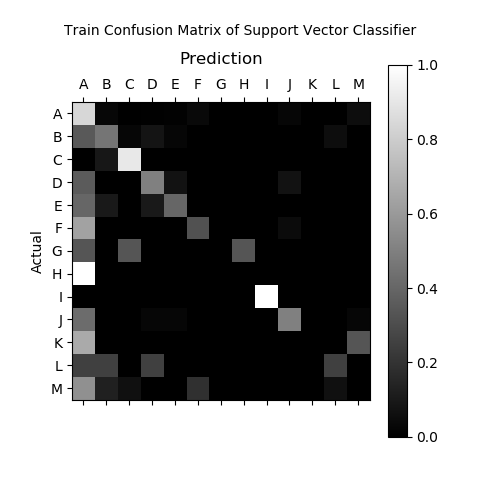 Train Confusion Matrix of Support Vector Classifier
Prediction
A B C D E F G H I J K L M
Actual
A
B
C
D
E
F
G
H
I
J
K
L
M
1.0
0.8
0.6
0.4
0.2
0.0